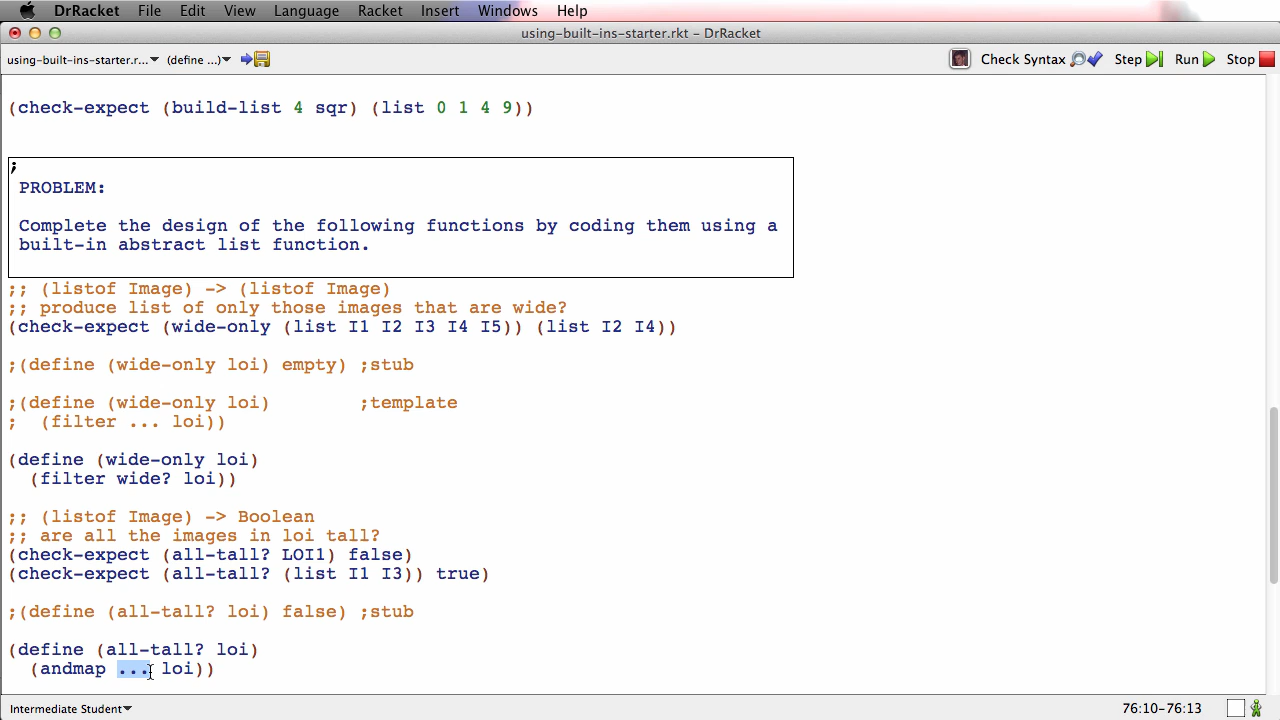 DrRacket File Edit View Language Racket Insert Windows Help
using-built-ins-starter.rkt - DrRacket
using-built-ins-starter.r... (define ...) Check Syntax Step Run Stop
(check-expect (build-list 4 sqr) (list 0 1 4 9))
;
PROBLEM:
Complete the design of the following functions by coding them using a
built-in abstract list function.
;; (listof Image) -> (listof Image)
;; produce list of only those images that are wide?
(check-expect (wide-only (list I1 I2 I3 I4 I5)) (list I2 I4))
;(define (wide-only loi) empty) ;stub
;(define (wide-only loi) ;template
; (filter ... loi))
(define (wide-only loi)
(filter wide? loi))
;; (listof Image) -> Boolean
;; are all the images in loi tall?
(check-expect (all-tall? LOI1) false)
(check-expect (all-tall? (list I1 I3)) true)
;(define (all-tall? loi) false) ;stub
(define (all-tall? loi)
(andmap ... loi))
Intermediate Student 76:10-76:13